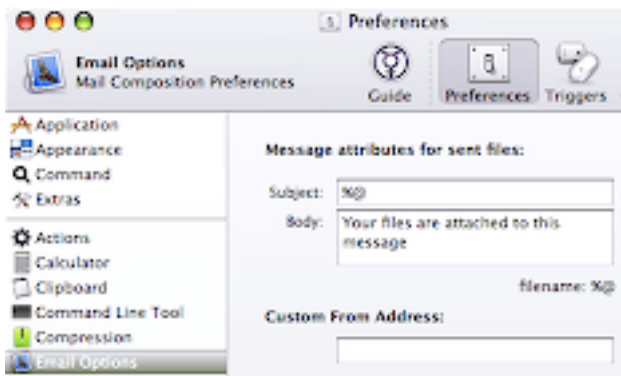 Preferences
Email Options
Mail Composition Preferences
Guide
Preferences
Triggers
Application
Appearance
Command
Extras
Actions
Calculator
Clipboard
Command Line Tool
Compression
Email Options
Message attributes for sent files:
Subject: %@
Body: Your files are attached to this
message
filename: %@
Custom From Address: